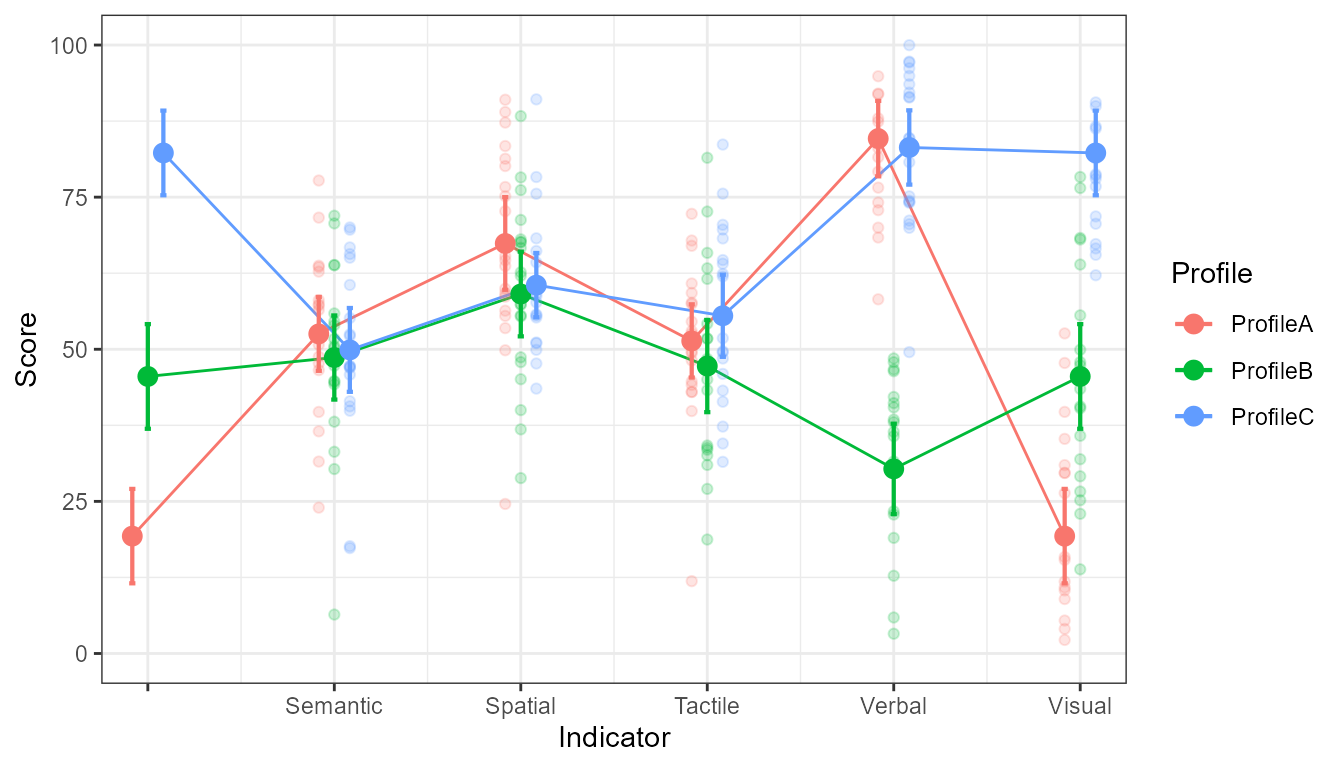 100
75
50
25
0
Score
Semantic
Spatial
Tactile
Verbal
Visual
Indicator
Profile
ProfileA
ProfileB
ProfileC